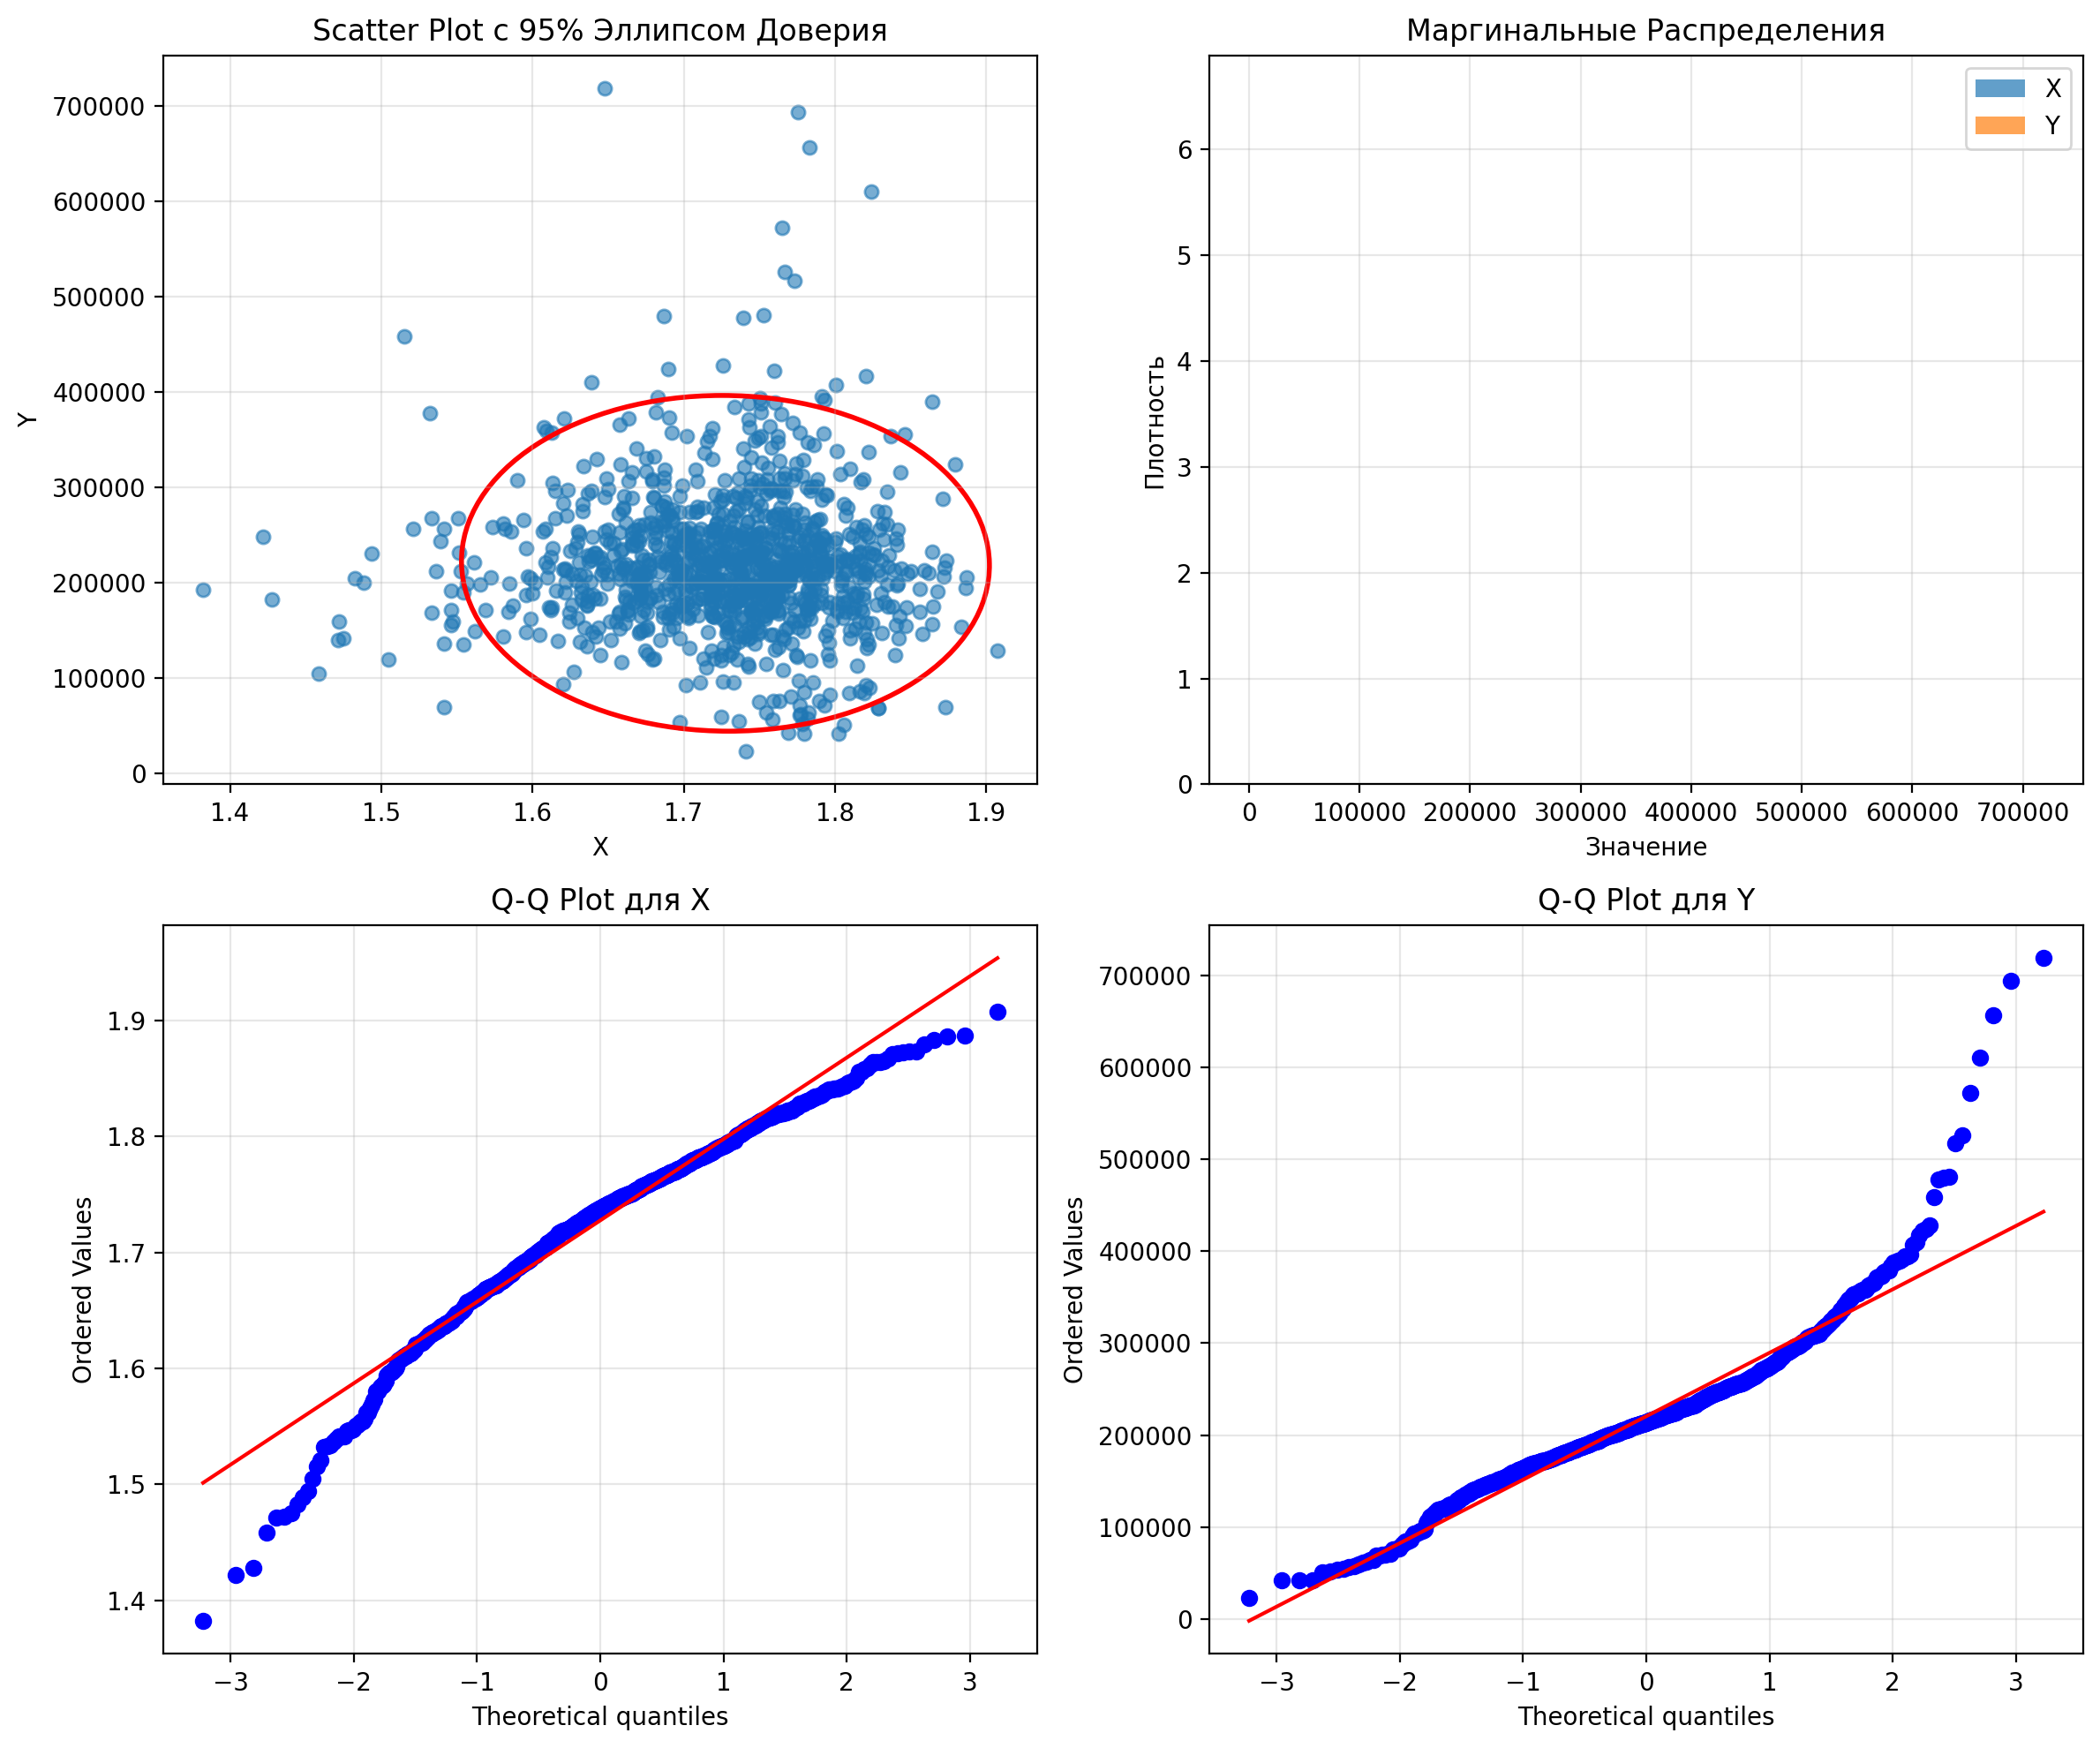 Scatter Plot с 95% Эллипсом Доверия
700000
600000
500000
400000
300000
200000
100000
0
Y
1.4 1.5 1.6 1.7 1.8 1.9
X
Маргинальные Распределения
X
Y
6
5
4
3
2
1
0
Плотность
0 100000 200000 300000 400000 500000 600000 700000
Значение
Q-Q Plot для X
1.9
1.8
1.7
1.6
1.5
1.4
Ordered Values
−3 −2 −1 0 1 2 3
Theoretical quantiles
Q-Q Plot для Y
700000
600000
500000
400000
300000
200000
100000
0
Ordered Values
−3 −2 −1 0 1 2 3
Theoretical quantiles